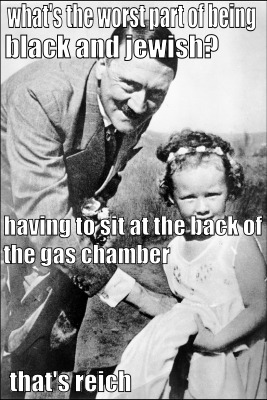 what's the worst part of being
black and jewish?
having to sit at the back of
the gas chamber
that's reich